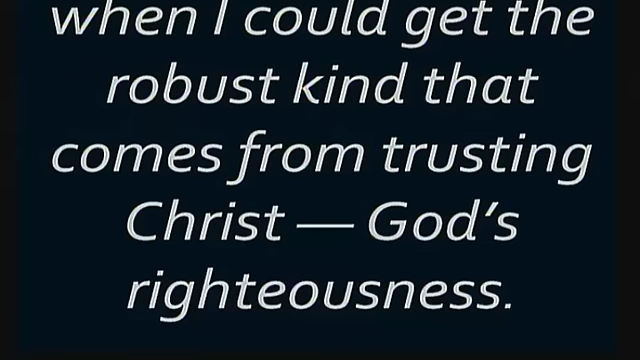 when I could get the
robust kind that
comes from trusting
Christ — God's
righteousness.